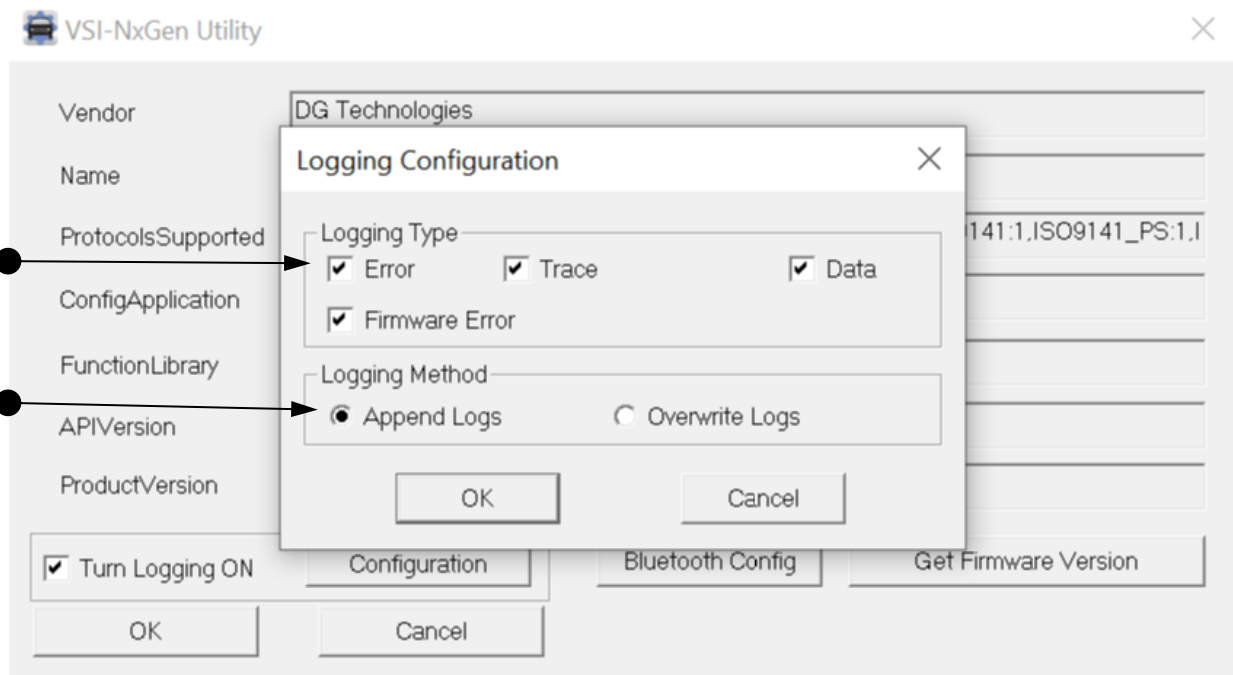 VSI-NxGen Utility
Vendor DG Technologies
Logging Configuration
Name
ProtocolsSupported 141:1,ISO9141_PS:1,I
Logging Type
Error Trace Data
ConfigApplication
Firmware Error
FunctionLibrary
Logging Method
Append Logs Overwrite Logs
APIVersion
ProductVersion
OK Cancel
Turn Logging ON Configuration Bluetooth Config Get Firmware Version
OK Cancel